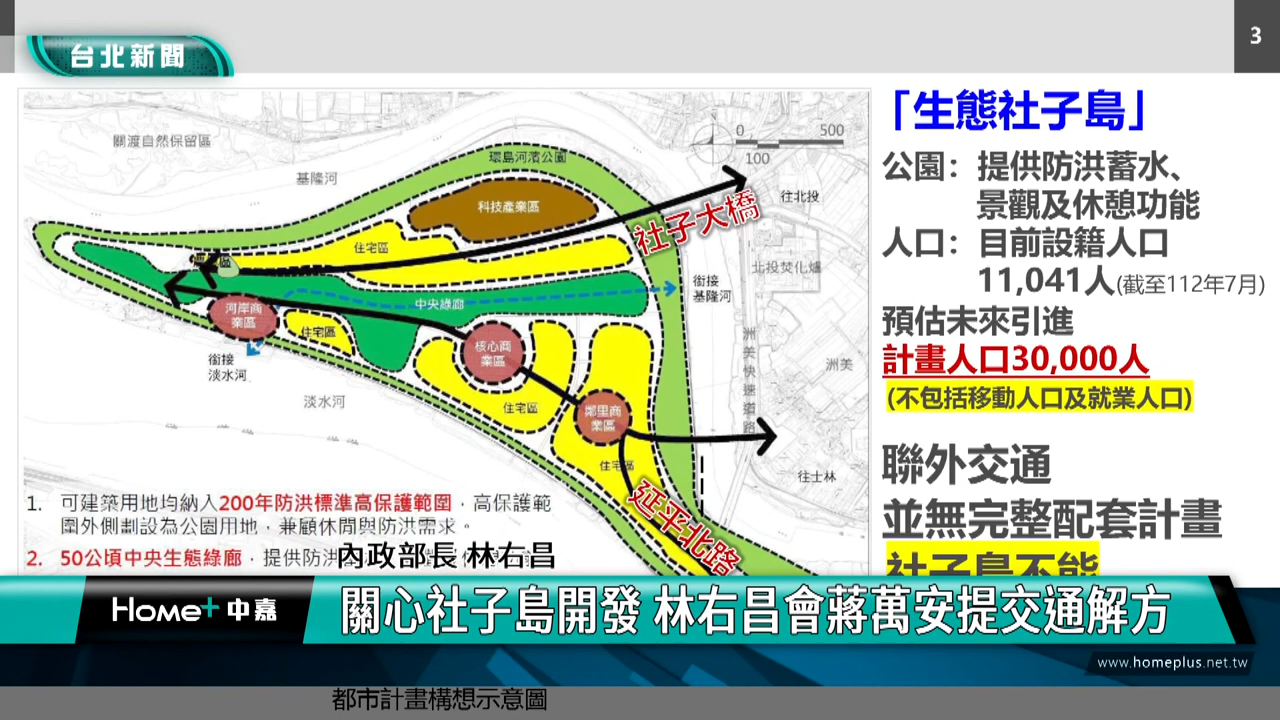 3
台北新聞
關渡自然保留區
基隆河
環島河濱公園
0
500
100
科技產業區
往北投
社子大橋
住宅區
北投焚化爐
銜接
基隆河
中央綠廊
河岸商
業區
住宅區
核心商
業區
銜接
淡水河
淡水河
住宅區
鄰里商
業區
洲美快速道路
洲美
往士林
住宅區
延平北路
1. 可建築用地均納入200年防洪標準高保護範圍，高保護範
圍外側劃設為公園用地，兼顧休閒與防洪需求。
2. 50公頃中央生態綠廊，提供防洪
內政部長 林右昌
「生態社子島」
公園：提供防洪蓄水、
景觀及休憩功能
人口：目前設籍人口
11,041人(截至112年7月)
預估未來引進
計畫人口30,000人
(不包括移動人口及就業人口)
聯外交通
並無完整配套計畫
社子島不能
Home+ 中嘉
關心社子島開發 林右昌會蔣萬安提交通解方
www.homeplus.net.tw
都市計畫構想示意圖